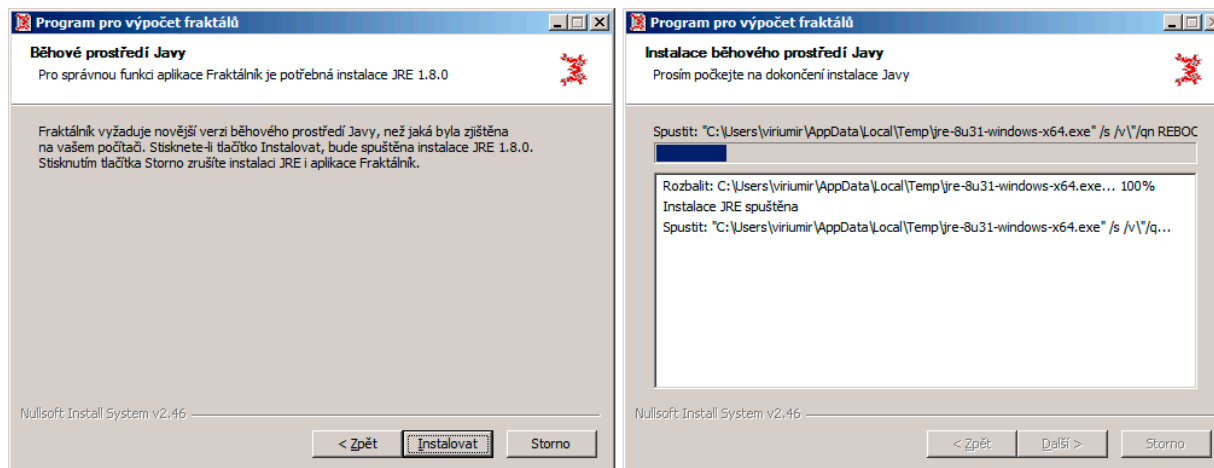 Program pro výpočet fraktálů
Běhové prostředí Javy
Pro správnou funkci aplikace Fraktálník je potřebná instalace JRE 1.8.0
Fraktálník vyžaduje novější verzi běhového prostředí Javy, než jaká byla zjištěna
na vašem počítači. Stisknete-li tlačítko Instalovat, bude spuštěna instalace JRE 1.8.0.
Stisknutím tlačítka Storno zrušíte instalaci JRE i aplikace Fraktálník.
Nullsoft Install System v2.46
< Zpět
Instalovat
Storno
Program pro výpočet fraktálů
Instalace běhového prostředí Javy
Prosím počkejte na dokončení instalace Javy
Spustit: "C:\Users\viriumir\AppData\Local\Temp\jre-8u31-windows-x64.exe" /s /v\"/qn REBOC
Rozbalit: C:\Users\viriumir\AppData\Local\Temp\jre-8u31-windows-x64.exe... 100%
Instalace JRE spuštěna
Spustit: "C:\Users\viriumir\AppData\Local\Temp\jre-8u31-windows-x64.exe" /s /v\"/q...
Nullsoft Install System v2.46
< Zpět
Další >
Storno